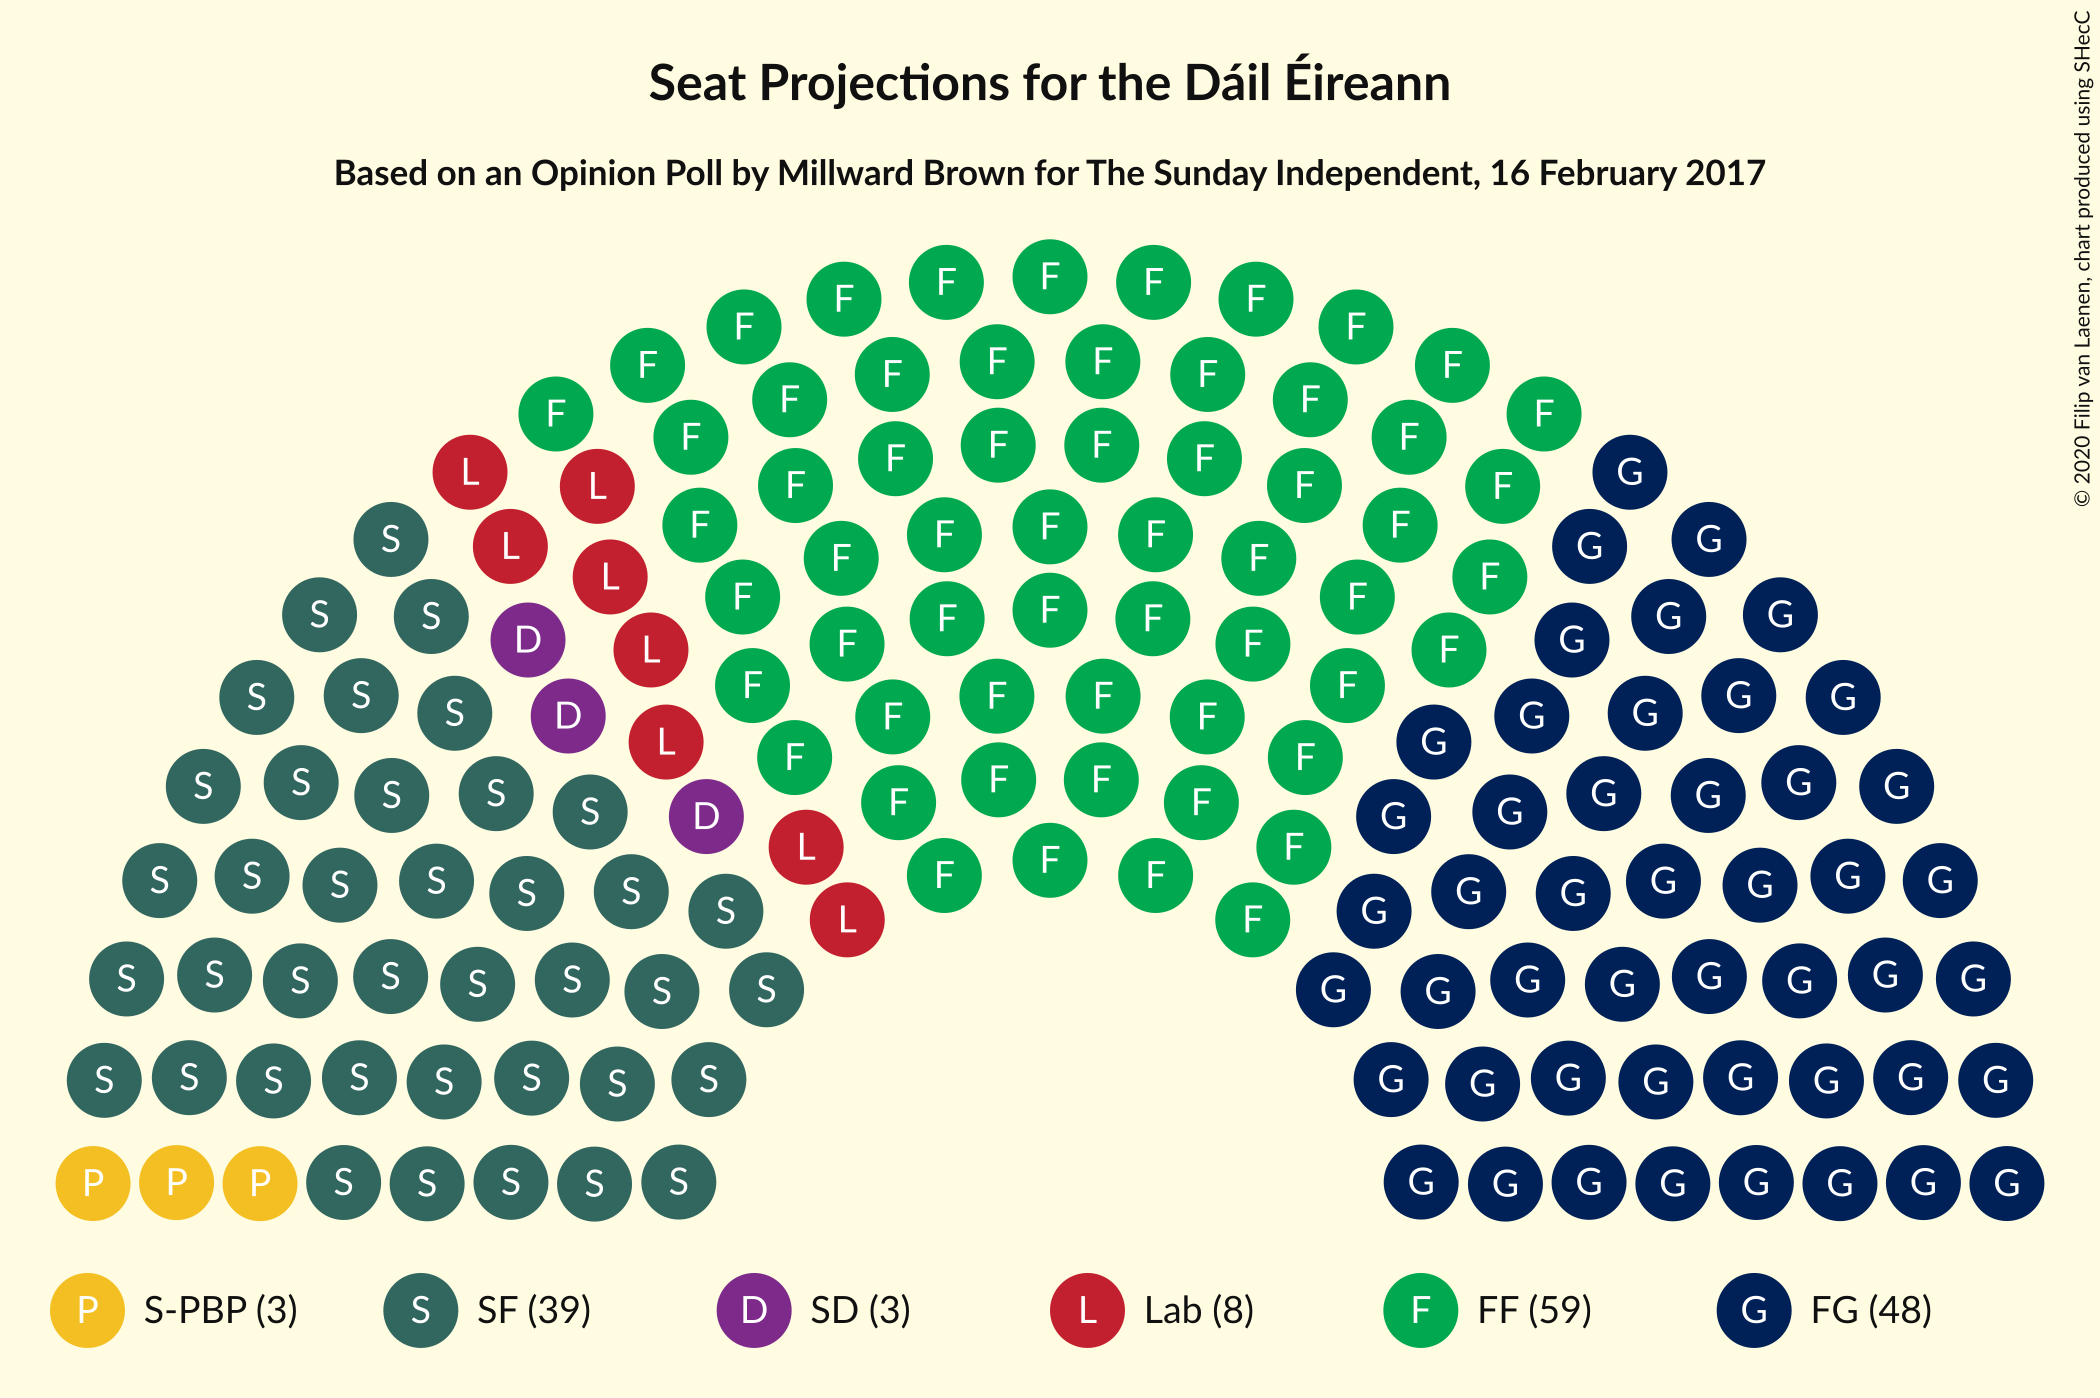 Seat Projections for the Dáil Éireann
Based on an Opinion Poll by Millward Brown for The Sunday Independent, 16 February 2017
© 2020 Filip van Laenen, chart produced using SHecC
F F F
F F
F F
F F F F
F F
F F
F F
F F F F
F F
L G
L F F F
F F F
F F
S G
L G
F F
L F
F F
S S F F F G G
D F F G
L F
F F
S S F F G G
S D F F G G
L G
F F
S S S S F F G G G G
S D F F G G
L F
S S S S S S F F F G G G G G G
S L F G
S S S S S S S S G G G G G G G G
S S S S S S S S G G G G G G G G
P P P S S S S S G G G G G G G G
P S-PBP (3) S SF (39) D SD (3) L Lab (8) F FF (59) G FG (48)